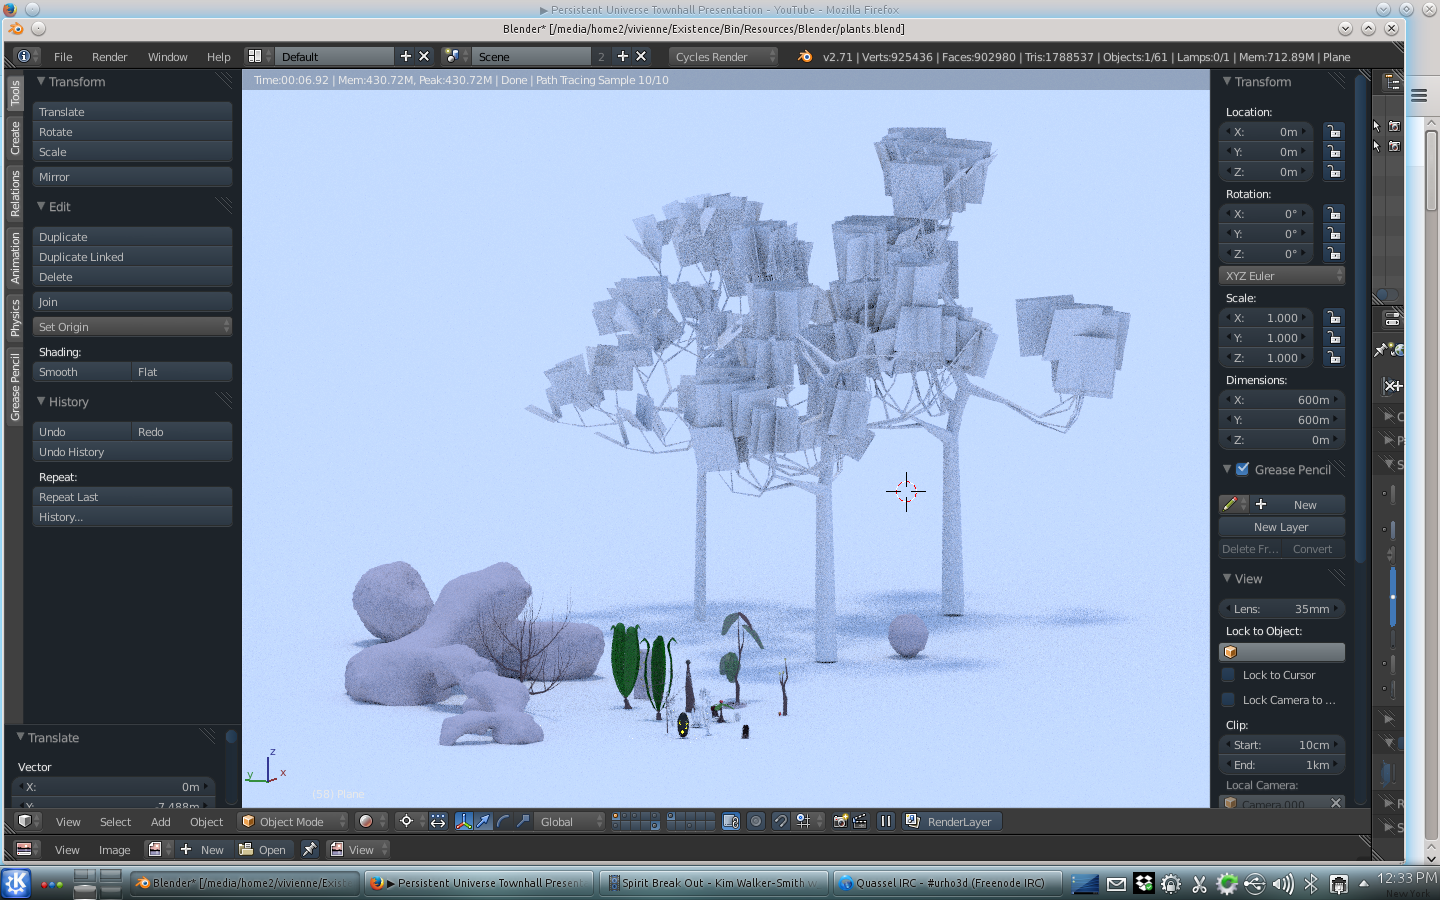 ▶ Persistent Universe Townhall Presentation - YouTube - Mozilla Firefox
Blender* [/media/home2/vivienne/Existence/Bin/Resources/Blender/plants.blend]
File Render Window Help Default Scene 2 Cycles Render v2.71 | Verts:925436 | Faces:902980 | Tris:1788537 | Objects:1/61 | Lamps:0/1 | Mem:712.89M | Plane
Time:00:06.92 | Mem:430.72M, Peak:430.72M | Done | Path Tracing Sample 10/10
Tools
Create
Relations
Animation
Physics
Grease Pencil
Transform
Translate
Rotate
Scale
Mirror
Edit
Duplicate
Duplicate Linked
Delete
Join
Set Origin
Shading:
Smooth Flat
History
Undo Redo
Undo History
Repeat:
Repeat Last
History...
Translate
Vector
X: 0m
Y: -7.488m
z
y x
(58) Plane
Transform
Location:
X: 0m
Y: 0m
Z: 0m
Rotation:
X: 0°
Y: 0°
Z: 0°
XYZ Euler
Scale:
X: 1.000
Y: 1.000
Z: 1.000
Dimensions:
X: 600m
Y: 600m
Z: 0m
Grease Pencil
New
New Layer
Delete Fr... Convert
View
Lens: 35mm
Lock to Object:
Lock to Cursor
Lock Camera to ...
Clip:
Start: 10cm
End: 1km
Local Camera:
Camera.000
View Select Add Object Object Mode Global RenderLayer
View Image New Open View
Blender* [/media/home2/vivienne/Exist
▶ Persistent Universe Townhall Present
Spirit Break Out - Kim Walker-Smith w
Quassel IRC - #urho3d (Freenode IRC)
12:33 PM
New York